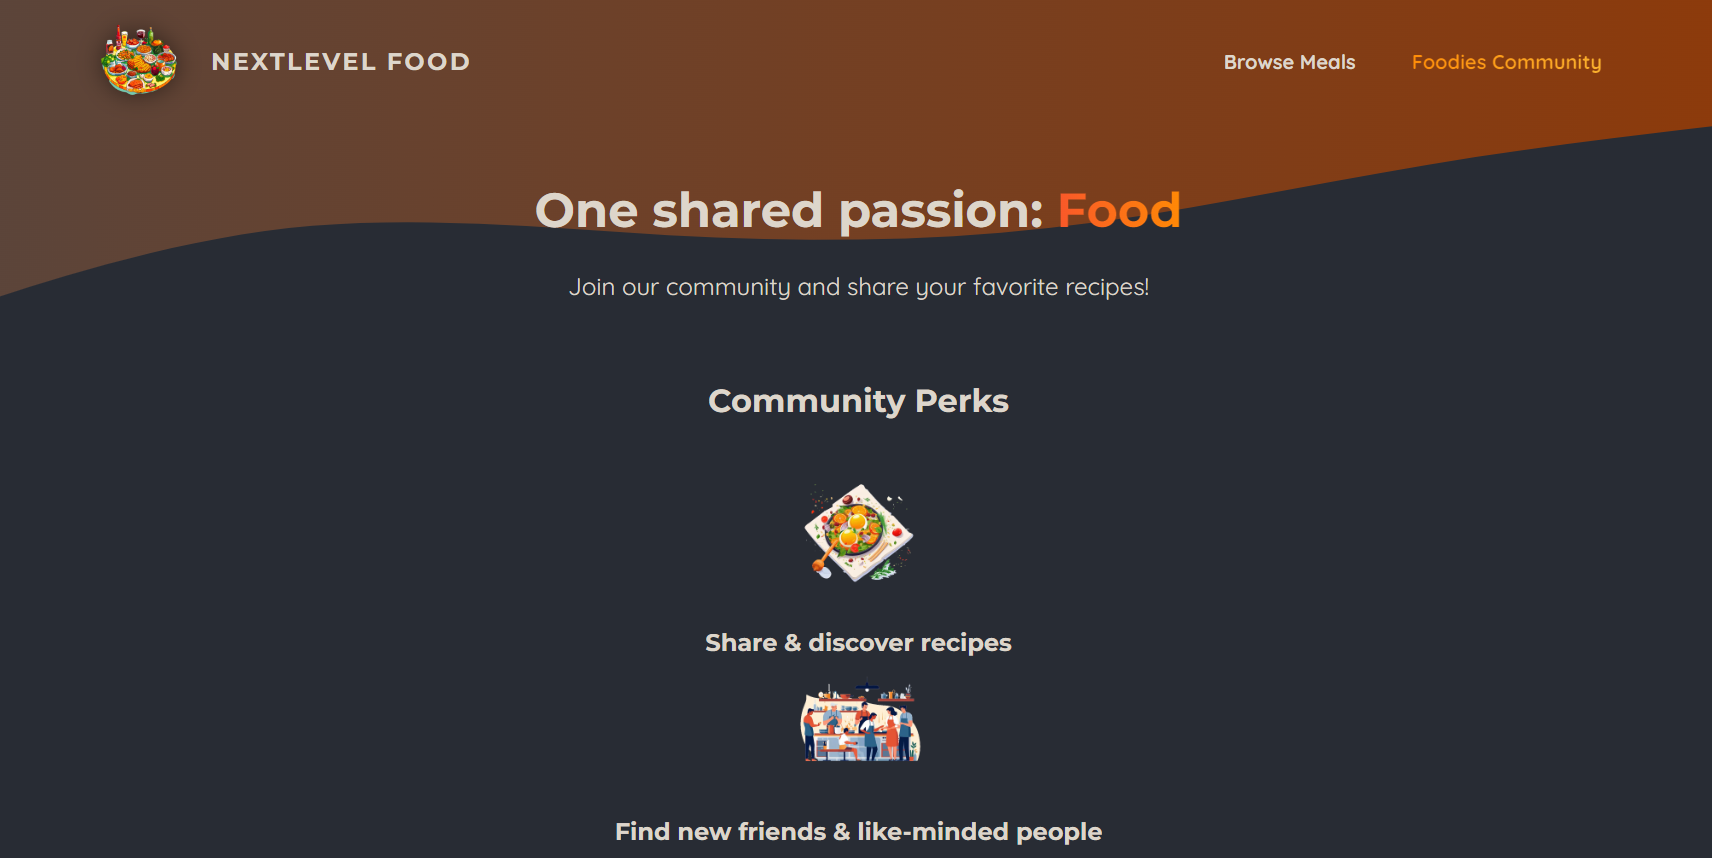 NEXTLEVEL FOOD
Browse Meals
Foodies Community
One shared passion: Food
Join our community and share your favorite recipes!
Community Perks
Share & discover recipes
Find new friends & like-minded people